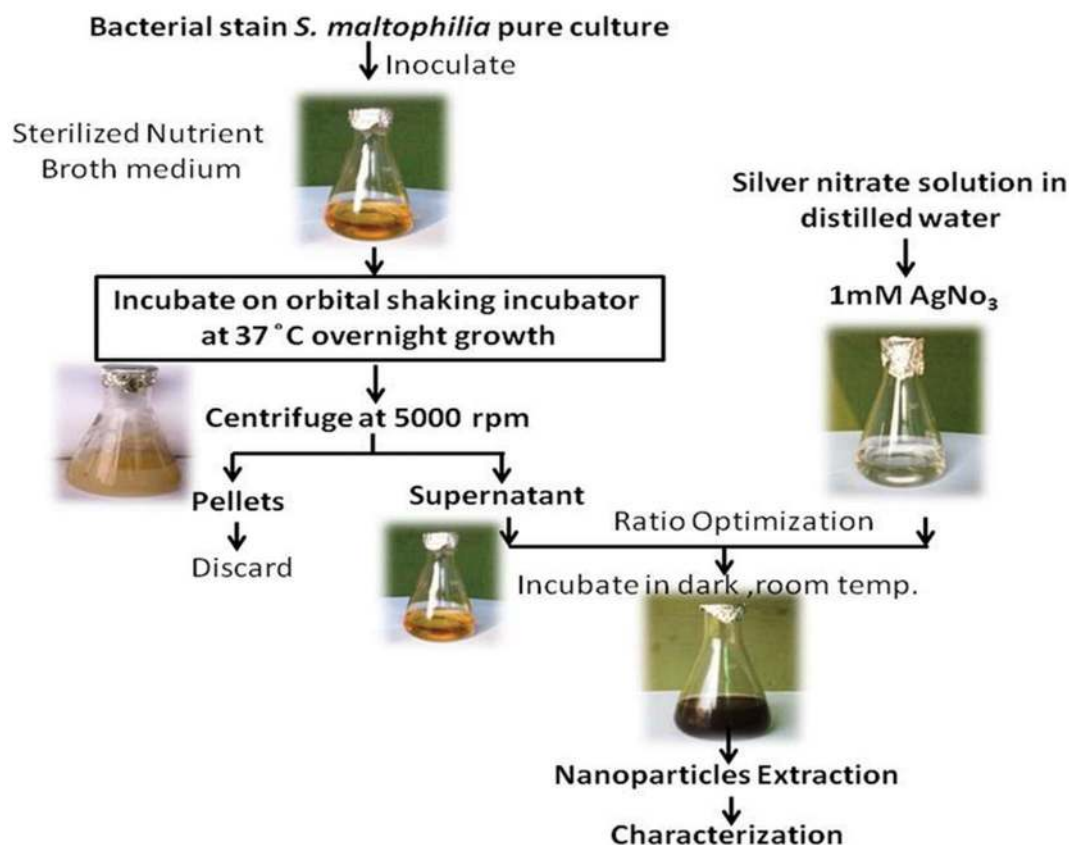 Bacterial stain S. maltophilia pure culture
Inoculate
Sterilized Nutrient
Broth medium
Silver nitrate solution in
distilled water
Incubate on orbital shaking incubator
at 37˚C overnight growth
1mM AgNo₃
Centrifuge at 5000 rpm
Pellets
Supernatant
Discard
Ratio Optimization
Incubate in dark ,room temp.
Nanoparticles Extraction
Characterization